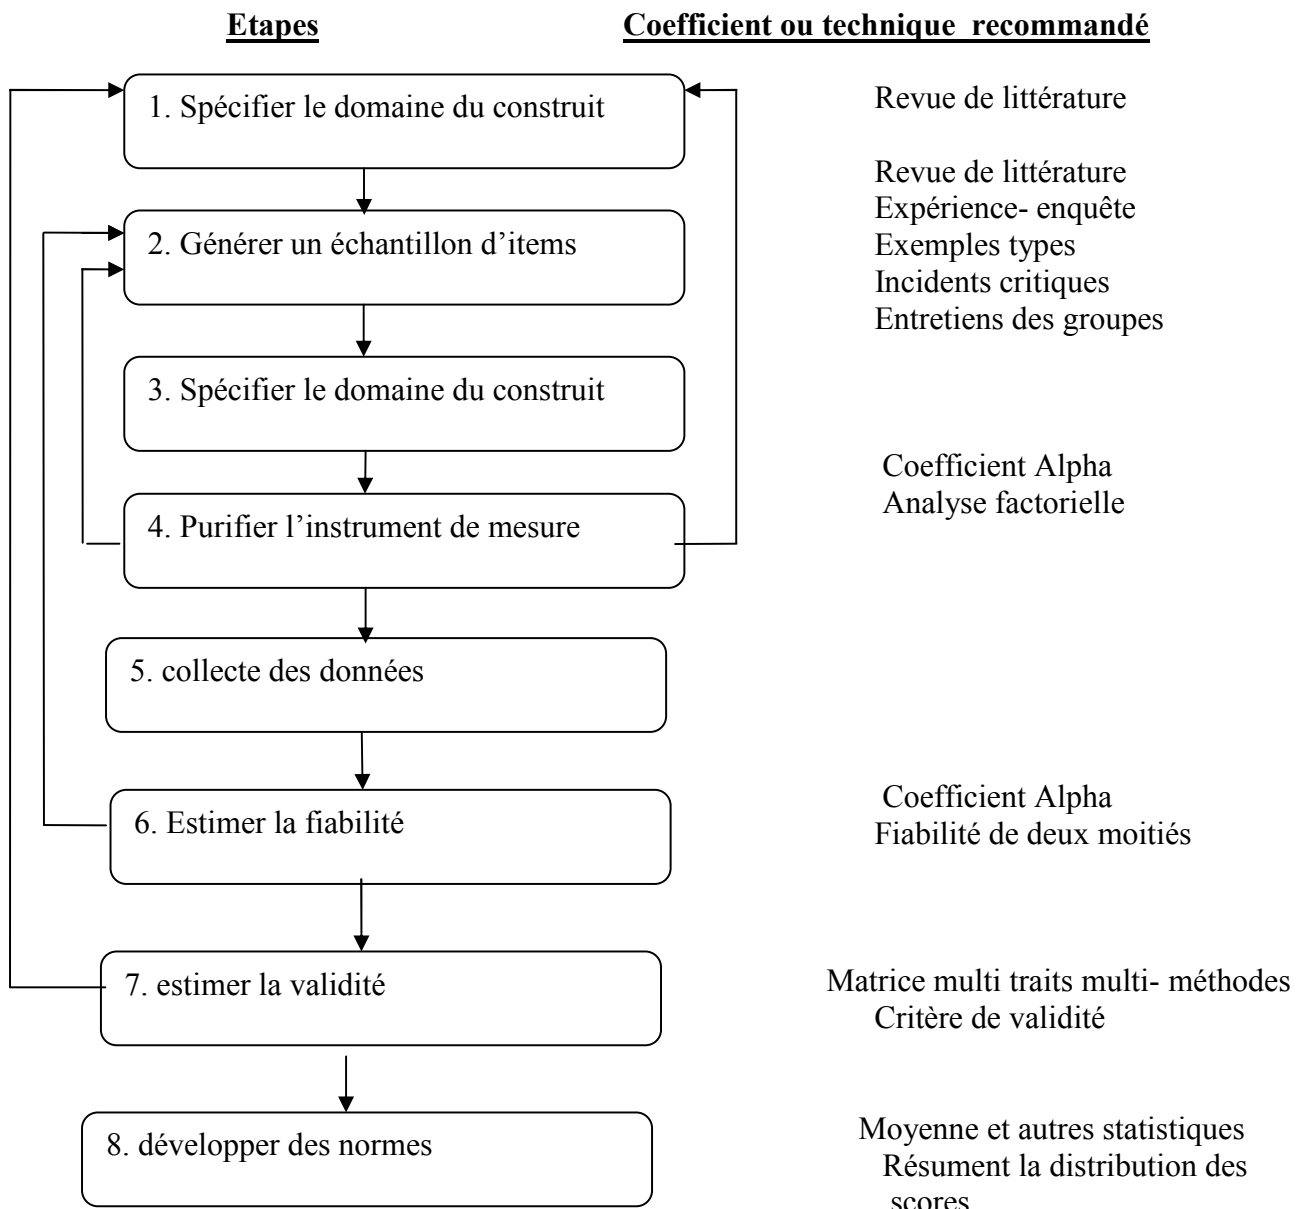 Etapes
Coefficient ou technique recommandé
1. Spécifier le domaine du construit
Revue de littérature
2. Générer un échantillon d’items
Revue de littérature
Expérience- enquête
Exemples types
Incidents critiques
Entretiens des groupes
3. Spécifier le domaine du construit
4. Purifier l’instrument de mesure
Coefficient Alpha
Analyse factorielle
5. collecte des données
6. Estimer la fiabilité
Coefficient Alpha
Fiabilité de deux moitiés
7. estimer la validité
Matrice multi traits multi- méthodes
Critère de validité
8. développer des normes
Moyenne et autres statistiques
Résument la distribution des
scores